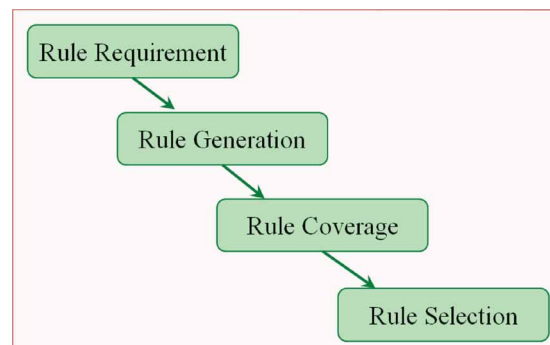 Rule Requirement
Rule Generation
Rule Coverage
Rule Selection